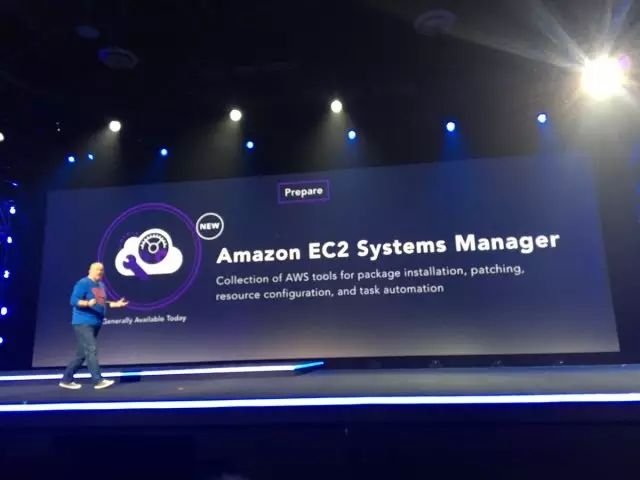 Prepare
NEW
Amazon EC2 Systems Manager
Collection of AWS tools for package installation, patching,
resource configuration, and task automation
Generally Available Today